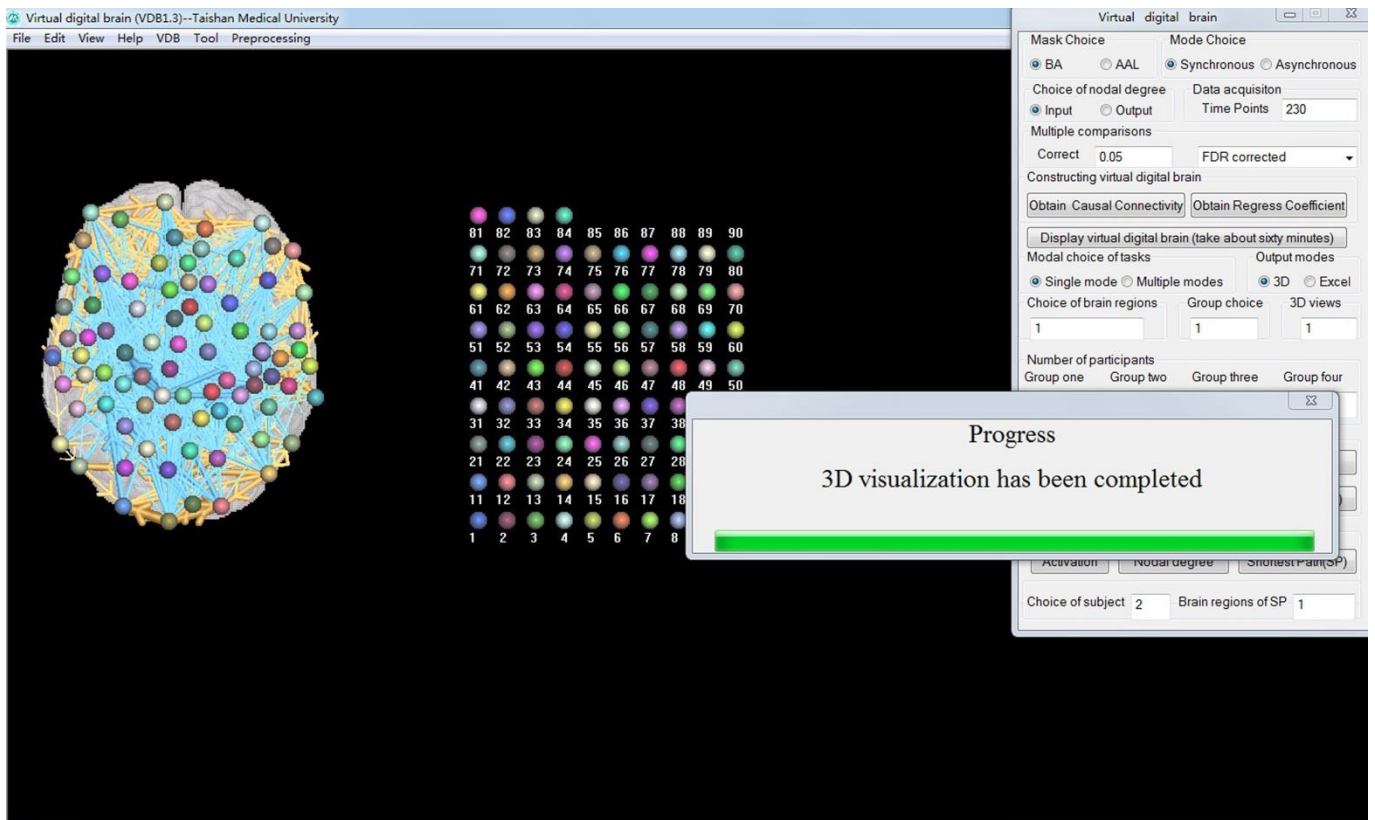 Virtual digital brain (VDB1.3)--Taishan Medical University
File Edit View Help VDB Tool Preprocessing
81 82 83 84 85 86 87 88 89 90
71 72 73 74 75 76 77 78 79 80
61 62 63 64 65 66 67 68 69 70
51 52 53 54 55 56 57 58 59 60
41 42 43 44 45 46 47 48 49 50
31 32 33 34 35 36 37 38
21 22 23 24 25 26 27 28
11 12 13 14 15 16 17 18
1 2 3 4 5 6 7 8
Virtual digital brain
Mask Choice Mode Choice
BA AAL Synchronous Asynchronous
Choice of nodal degree Data acquisiton
Input Output Time Points 230
Multiple comparisons
Correct 0.05 FDR corrected
Constructing virtual digital brain
Obtain Causal Connectivity Obtain Regress Coefficient
Display virtual digital brain (take about sixty minutes)
Modal choice of tasks Output modes
Single mode Multiple modes 3D Excel
Choice of brain regions Group choice 3D views
1 1 1
Number of participants
Group one Group two Group three Group four
Progress
3D visualization has been completed
Activation Nodal degree Shortest Path(SP)
Choice of subject 2 Brain regions of SP 1